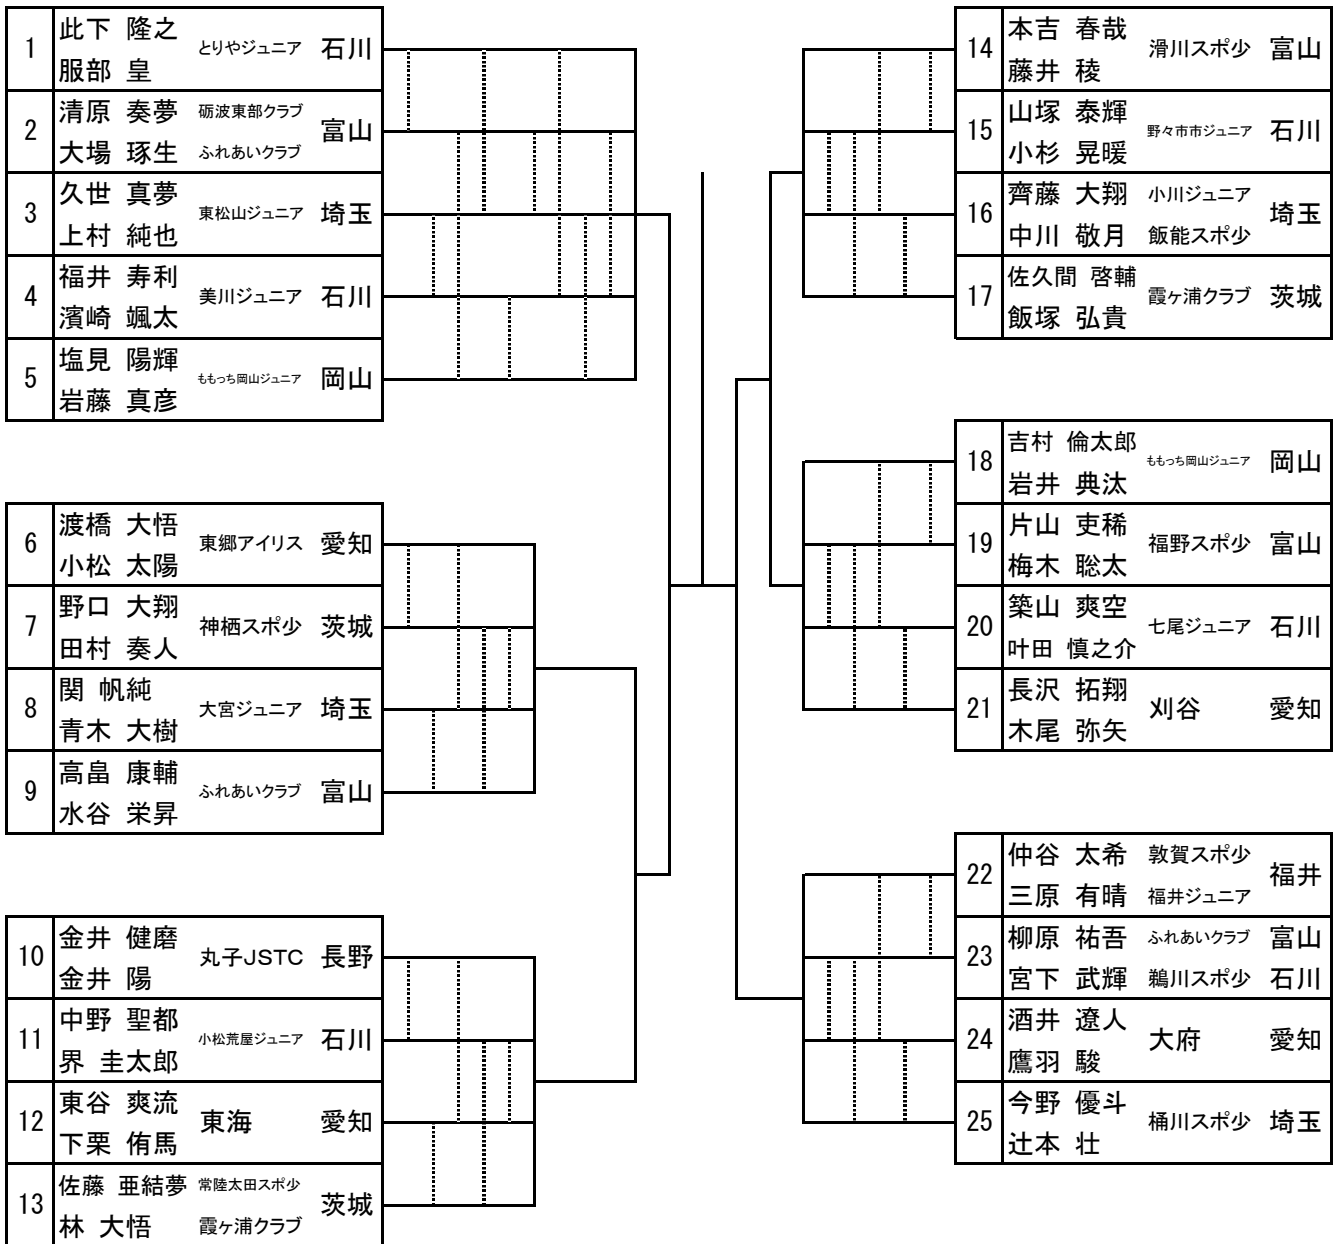 1 此下 隆之 とりやジュニア 石川
服部 皇
2 清原 奏夢 砺波東部クラブ 富山
大場 琢生 ふれあいクラブ
3 久世 真夢 東松山ジュニア 埼玉
上村 純也
4 福井 寿利 美川ジュニア 石川
濱崎 颯太
5 塩見 陽輝 ももっち岡山ジュニア 岡山
岩藤 真彦
6 渡橋 大悟 東郷アイリス 愛知
小松 太陽
7 野口 大翔 神栖スポ少 茨城
田村 奏人
8 関 帆純 大宮ジュニア 埼玉
青木 大樹
9 高畠 康輔 ふれあいクラブ 富山
水谷 栄昇
10 金井 健磨 丸子JSTC 長野
金井 陽
11 中野 聖都 小松荒屋ジュニア 石川
界 圭太郎
12 東谷 爽流 東海 愛知
下栗 侑馬
13 佐藤 亜結夢 常陸太田スポ少 茨城
林 大悟 霞ヶ浦クラブ
14 本吉 春哉 滑川スポ少 富山
藤井 稜
15 山塚 泰輝 野々市市ジュニア 石川
小杉 晃暖
16 齊藤 大翔 小川ジュニア 埼玉
中川 敬月 飯能スポ少
17 佐久間 啓輔 霞ヶ浦クラブ 茨城
飯塚 弘貴
18 吉村 倫太郎 ももっち岡山ジュニア 岡山
岩井 典汰
19 片山 吏稀 福野スポ少 富山
梅木 聡太
20 築山 爽空 七尾ジュニア 石川
叶田 慎之介
21 長沢 拓翔 刈谷 愛知
木尾 弥矢
22 仲谷 太希 敦賀スポ少 福井
三原 有晴 福井ジュニア
23 柳原 祐吾 ふれあいクラブ 富山
宮下 武輝 鵜川スポ少 石川
24 酒井 遼人 大府 愛知
鷹羽 駿
25 今野 優斗 桶川スポ少 埼玉
辻本 壮